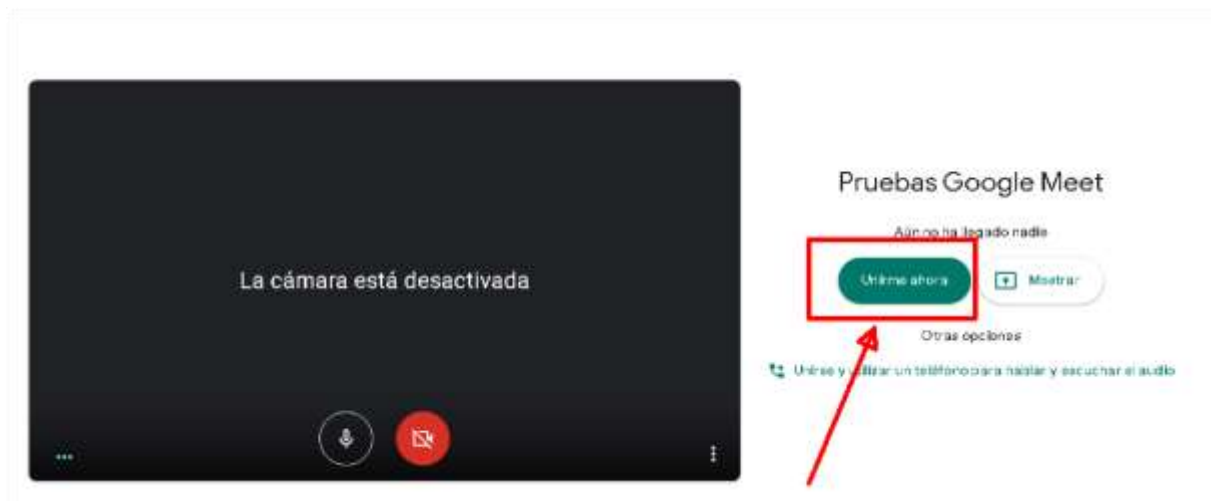 La cámara está desactivada
Pruebas Google Meet
Aún no ha llegado nadie
Unirme ahora
Mostrar
Otras opciones
Unirse y utilizar un teléfono para hablar y escuchar el audio